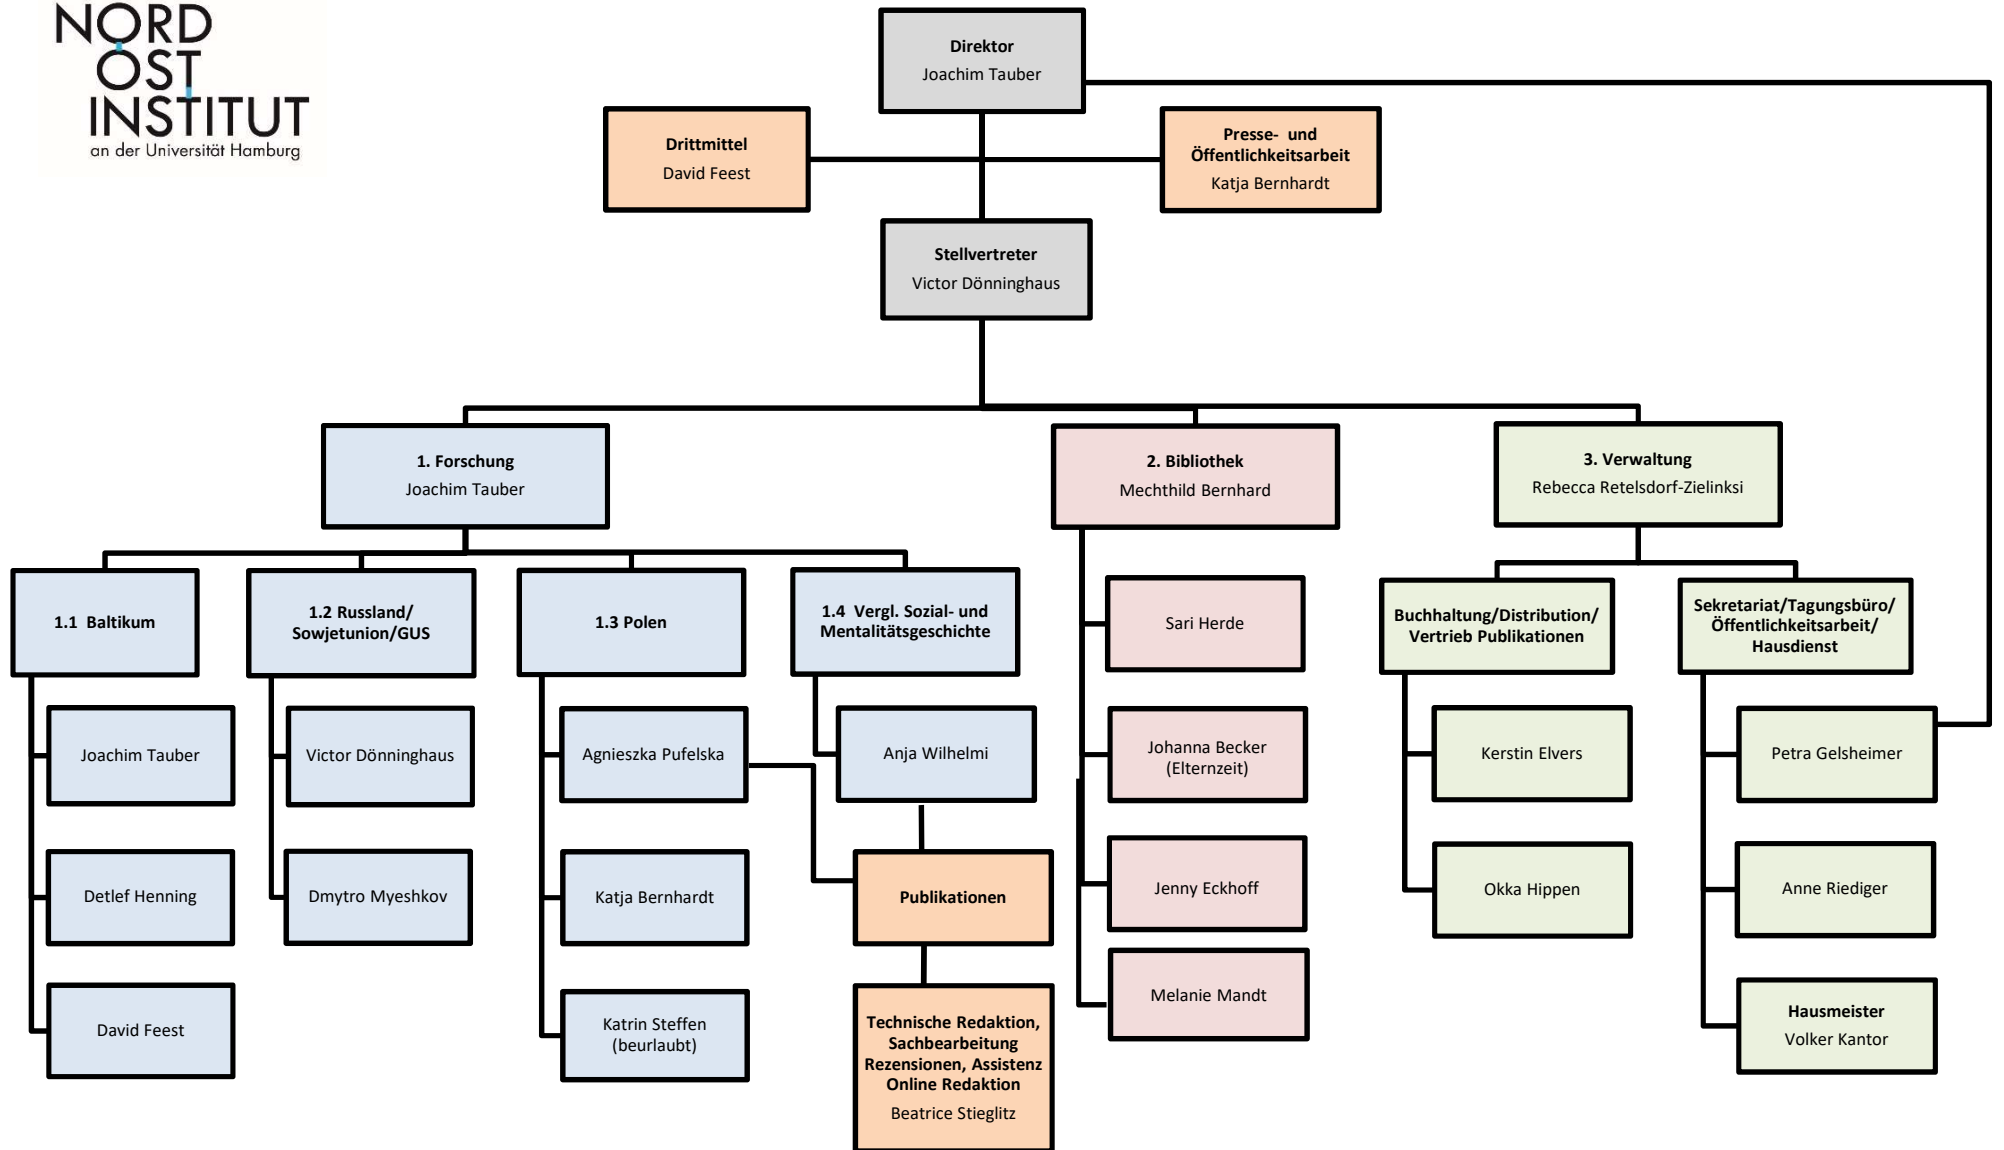 NORD
OST
INSTITUT
an der Universität Hamburg
Direktor
Joachim Tauber
Drittmittel
David Feest
Presse- und
Öffentlichkeitsarbeit
Katja Bernhardt
Stellvertreter
Victor Dönninghaus
1. Forschung
Joachim Tauber
2. Bibliothek
Mechthild Bernhard
3. Verwaltung
Rebecca Retelsdorf-Zielinksi
1.1 Baltikum
1.2 Russland/
Sowjetunion/GUS
1.3 Polen
1.4 Vergl. Sozial- und
Mentalitätsgeschichte
Joachim Tauber
Detlef Henning
David Feest
Victor Dönninghaus
Dmytro Myeshkov
Agnieszka Pufelska
Katja Bernhardt
Katrin Steffen
(beurlaubt)
Anja Wilhelmi
Publikationen
Technische Redaktion,
Sachbearbeitung
Rezensionen, Assistenz
Online Redaktion
Beatrice Stieglitz
Sari Herde
Johanna Becker
(Elternzeit)
Jenny Eckhoff
Melanie Mandt
Buchhaltung/Distribution/
Vertrieb Publikationen
Kerstin Elvers
Okka Hippen
Sekretariat/Tagungsbüro/
Öffentlichkeitsarbeit/
Hausdienst
Petra Gelsheimer
Anne Riediger
Hausmeister
Volker Kantor